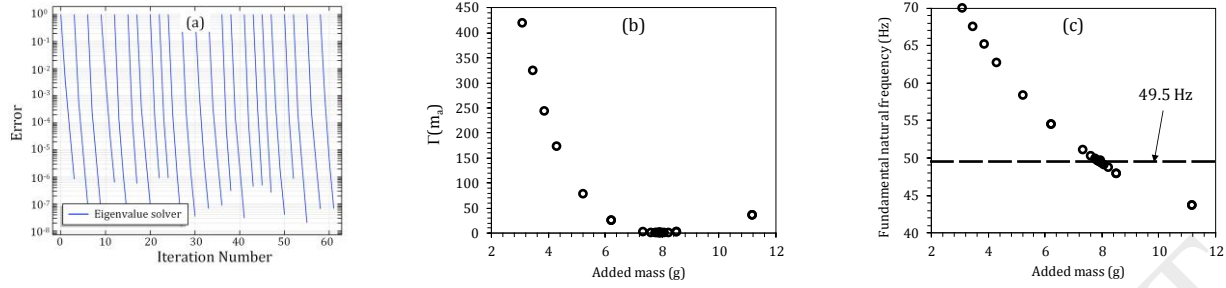 (a)
10⁰
10⁻¹
10⁻²
10⁻³
10⁻⁴
10⁻⁵
10⁻⁶
10⁻⁷
10⁻⁸
Error
Eigenvalue solver
0 10 20 30 40 50 60
Iteration Number
(b)
450
400
350
300
250
200
150
100
50
0
Γ(mₐ)
2 4 6 8 10 12
Added mass (g)
(c)
70
65
60
55
50
45
40
Fundamental natural frequency (Hz)
49.5 Hz
2 4 6 8 10 12
Added mass (g)